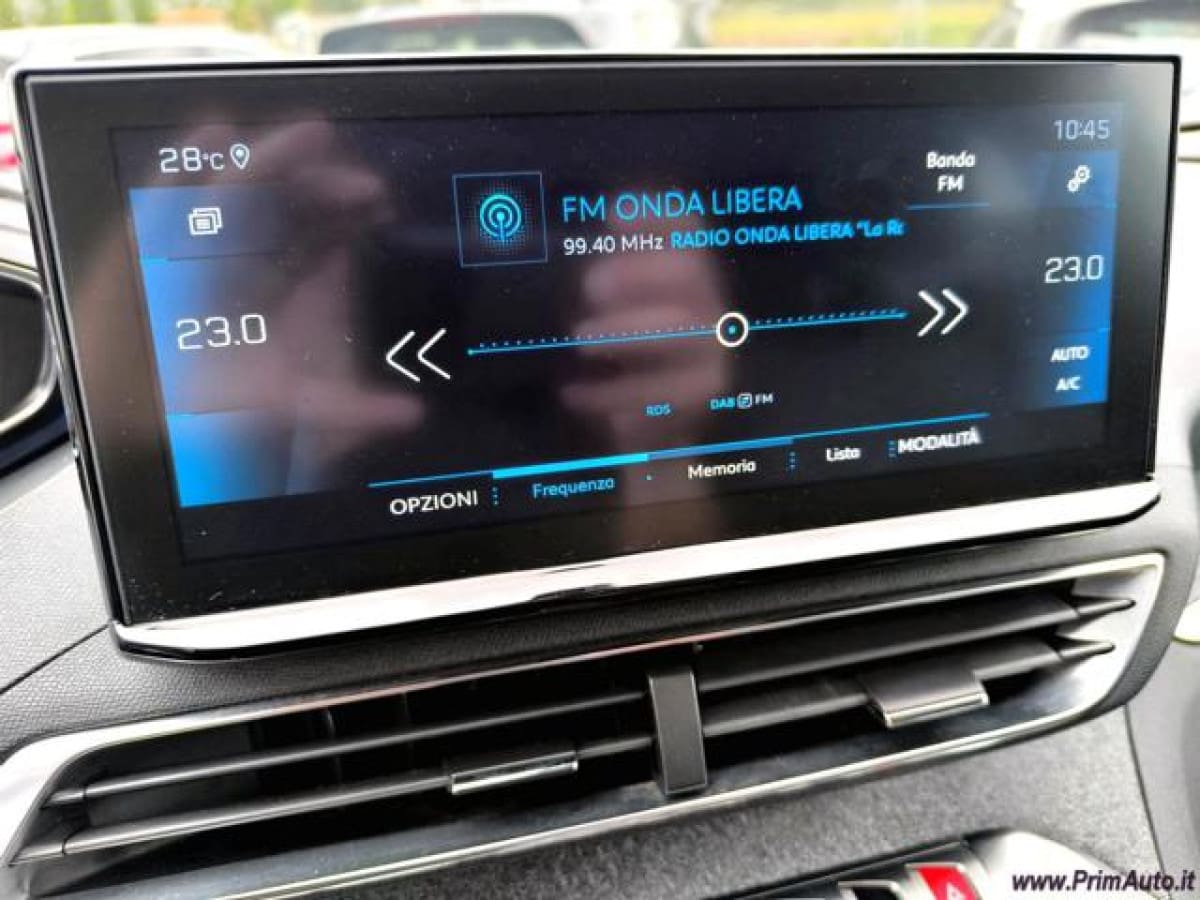 28°C
10:45
Banda
FM
FM ONDA LIBERA
99.40 MHz RADIO ONDA LIBERA "La R
23.0
23.0
AUTO
A/C
RDS
DAB FM
OPZIONI
Frequenza
Memoria
Lista
MODALITÀ
www.PrimAuto.it